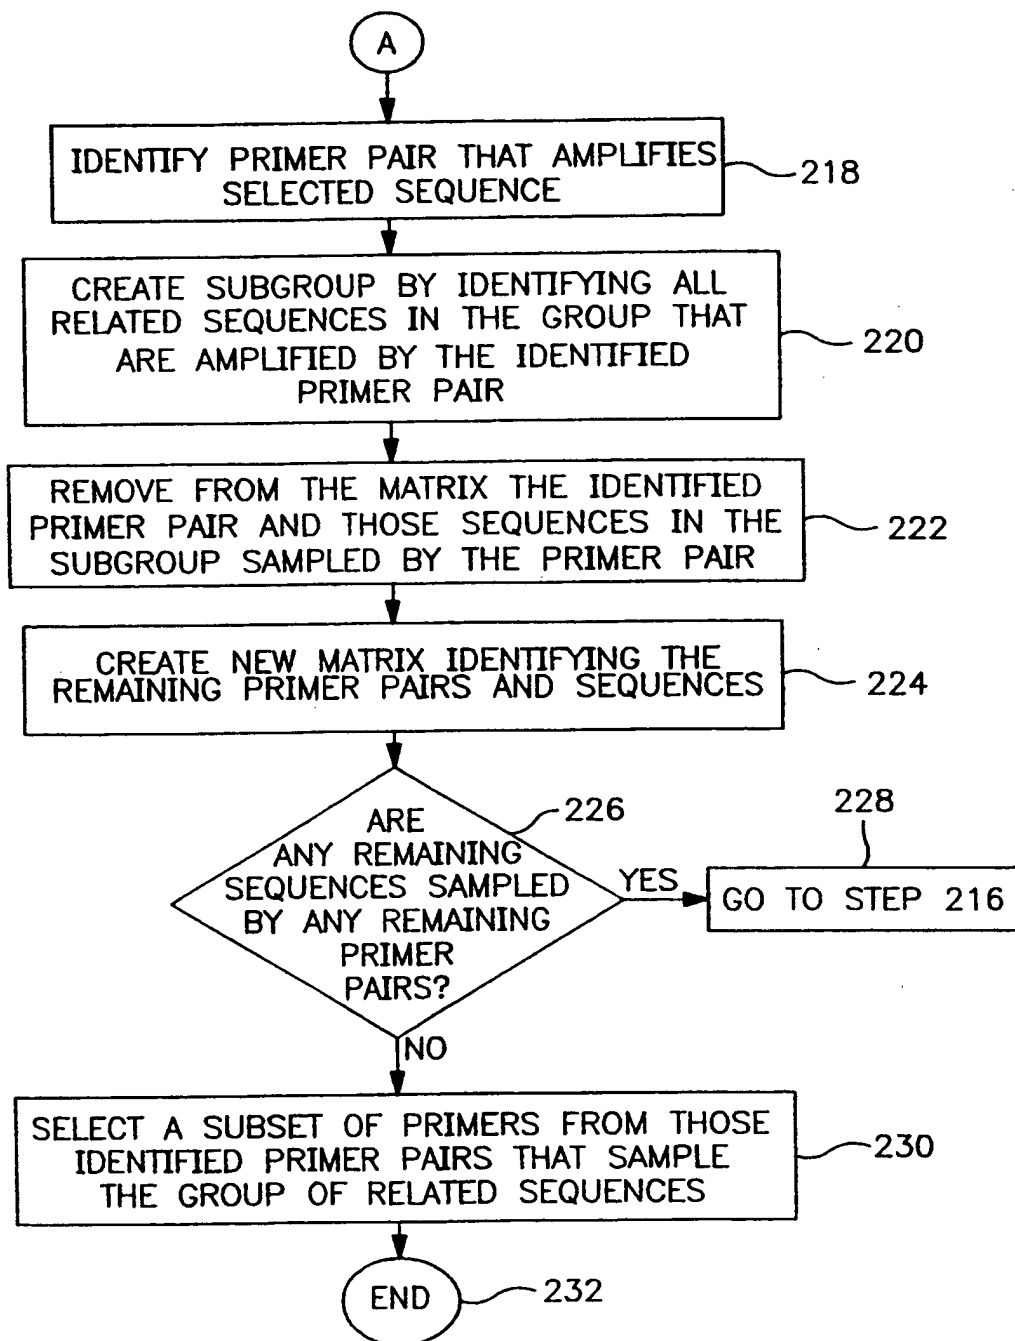 A
IDENTIFY PRIMER PAIR THAT AMPLIFIES
SELECTED SEQUENCE
218
CREATE SUBGROUP BY IDENTIFYING ALL
RELATED SEQUENCES IN THE GROUP THAT
ARE AMPLIFIED BY THE IDENTIFIED
PRIMER PAIR
220
REMOVE FROM THE MATRIX THE IDENTIFIED
PRIMER PAIR AND THOSE SEQUENCES IN THE
SUBGROUP SAMPLED BY THE PRIMER PAIR
222
CREATE NEW MATRIX IDENTIFYING THE
REMAINING PRIMER PAIRS AND SEQUENCES
224
ARE
ANY REMAINING
SEQUENCES SAMPLED
BY ANY REMAINING
PRIMER
PAIRS?
226
YES
228
GO TO STEP 216
NO
SELECT A SUBSET OF PRIMERS FROM THOSE
IDENTIFIED PRIMER PAIRS THAT SAMPLE
THE GROUP OF RELATED SEQUENCES
230
END
232